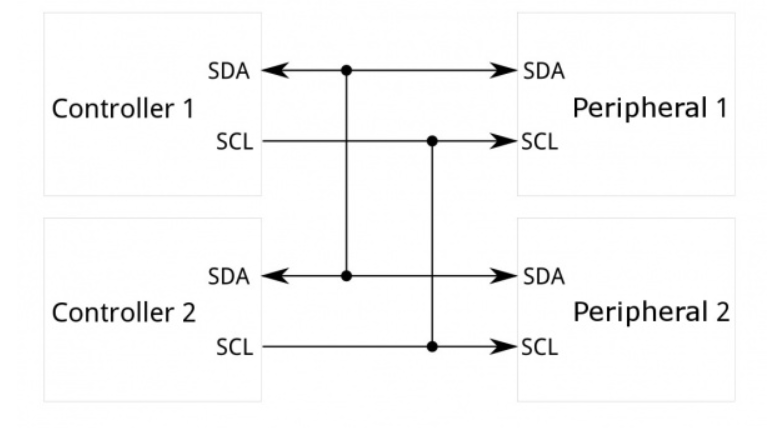 SDA
SDA
Controller 1
Peripheral 1
SCL
SCL
SDA
SDA
Controller 2
Peripheral 2
SCL
SCL